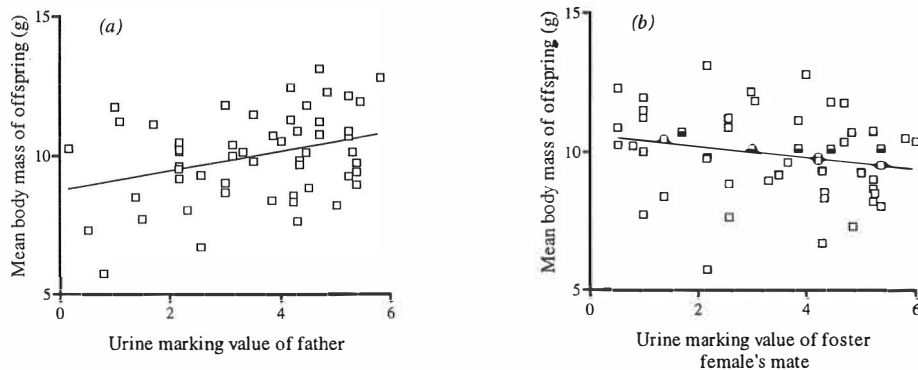 (a)
15
10
5
0
2
4
6
Mean body mass of offspring (g)
Urine marking value of father
(b)
15
10
5
0
2
4
6
Mean body mass of offspring (g)
Urine marking value of foster
female's mate